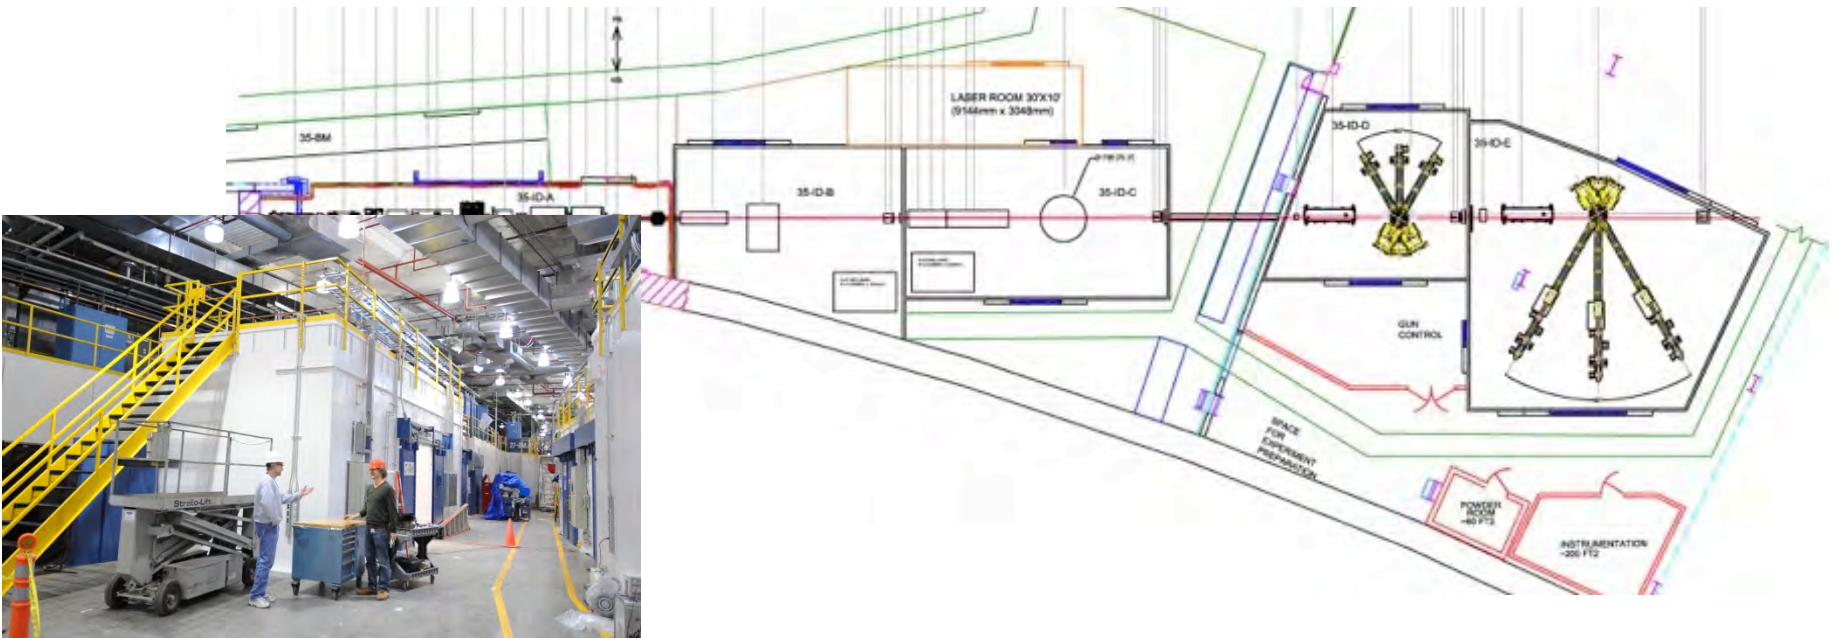 35-BM
35-ID-A
35-ID-B
LASER ROOM 30'X10'
(9144mm x 3048mm)
35-ID-C
35-ID-D
35-ID-E
GUN
CONTROL
SPACE
FOR
EXPERIMENT
PREPARATION
POWDER
ROOM
~60 FT2
INSTRUMENTATION
~200 FT2
Strato-Lift